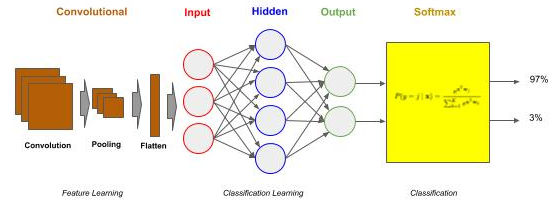 Convolutional Input Hidden Output Softmax
97%
3%
Convolution Pooling Flatten
Feature Learning Classification Learning Classification